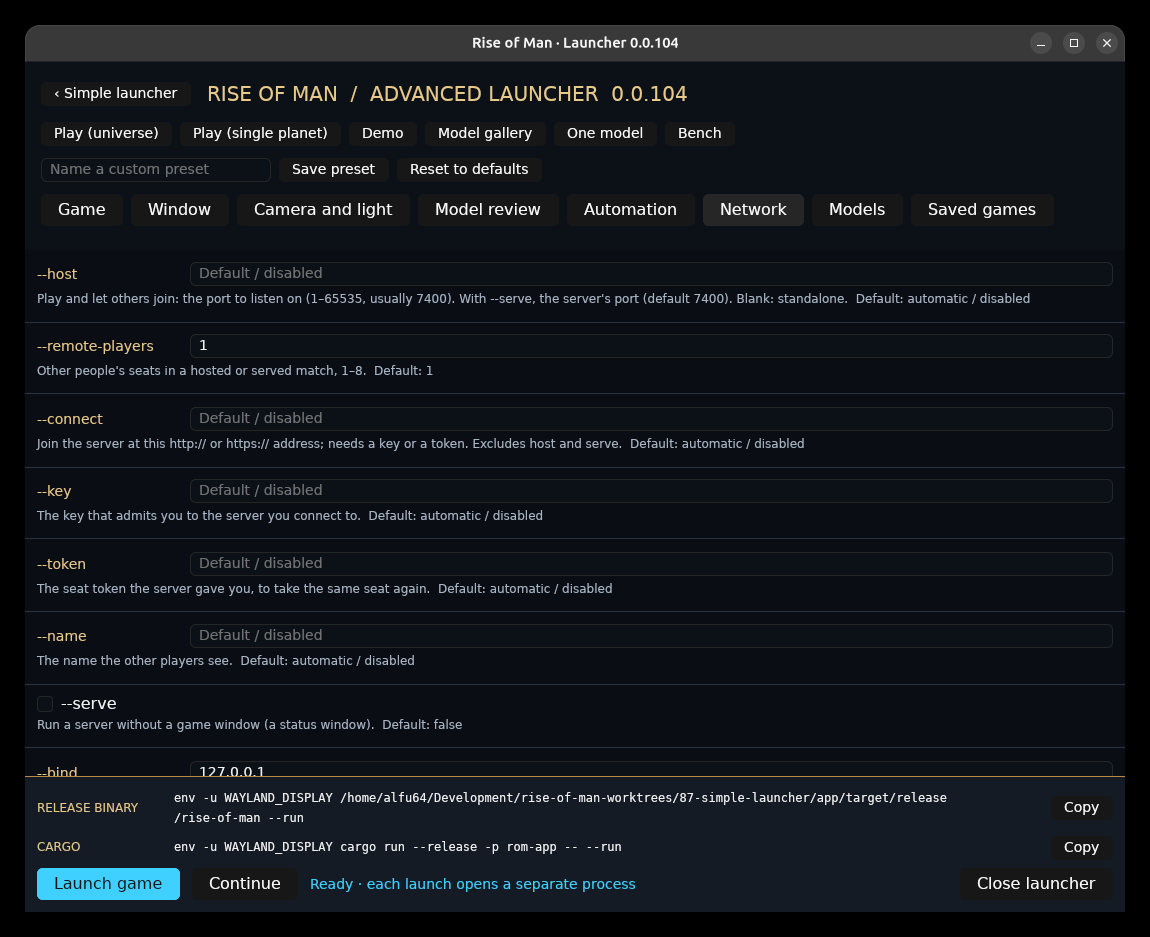 Rise of Man · Launcher 0.0.104
‹ Simple launcher RISE OF MAN / ADVANCED LAUNCHER 0.0.104
Play (universe) Play (single planet) Demo Model gallery One model Bench
Name a custom preset Save preset Reset to defaults
Game Window Camera and light Model review Automation Network Models Saved games
--host Default / disabled
Play and let others join: the port to listen on (1–65535, usually 7400). With --serve, the server's port (default 7400). Blank: standalone. Default: automatic / disabled
--remote-players 1
Other people's seats in a hosted or served match, 1–8. Default: 1
--connect Default / disabled
Join the server at this http:// or https:// address; needs a key or a token. Excludes host and serve. Default: automatic / disabled
--key Default / disabled
The key that admits you to the server you connect to. Default: automatic / disabled
--token Default / disabled
The seat token the server gave you, to take the same seat again. Default: automatic / disabled
--name Default / disabled
The name the other players see. Default: automatic / disabled
--serve
Run a server without a game window (a status window). Default: false
--bind 127.0.0.1
RELEASE BINARY env -u WAYLAND_DISPLAY /home/alfu64/Development/rise-of-man-worktrees/87-simple-launcher/app/target/release
/rise-of-man --run Copy
CARGO env -u WAYLAND_DISPLAY cargo run --release -p rom-app -- --run Copy
Launch game Continue Ready · each launch opens a separate process Close launcher